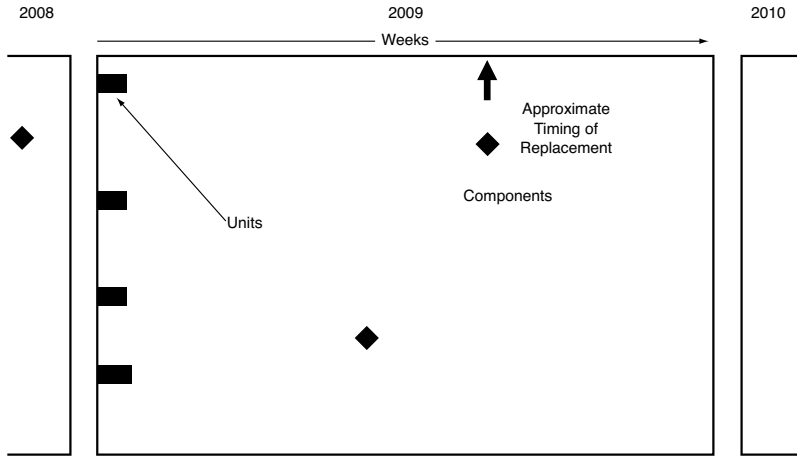 2008
2009
2010
Weeks
Approximate
Timing of
Replacement
Components
Units